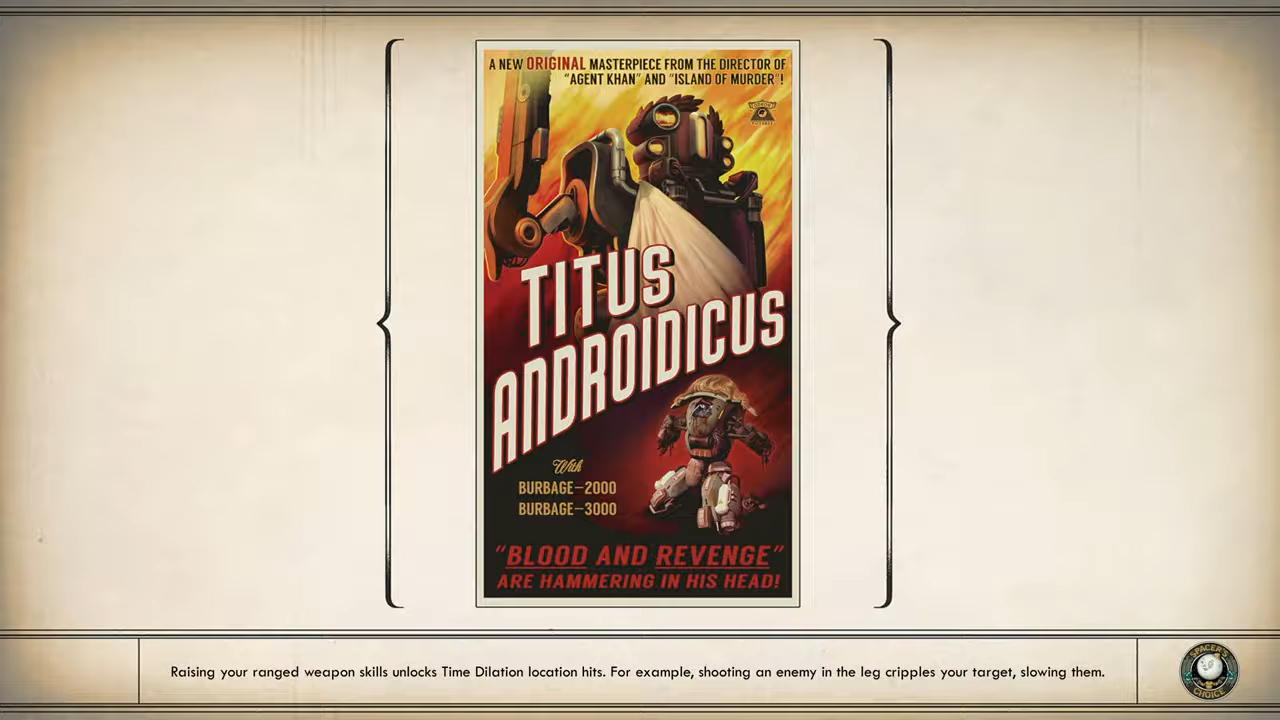 A NEW ORIGINAL MASTERPIECE FROM THE DIRECTOR OF
"AGENT KHAN" AND "ISLAND OF MURDER"!
TITUS
ANDROIDICUS
With
BURBAGE-2000
BURBAGE-3000
"BLOOD AND REVENGE"
ARE HAMMERING IN HIS HEAD!
Raising your ranged weapon skills unlocks Time Dilation location hits. For example, shooting an enemy in the leg cripples your target, slowing them.
SPACER'S
CHOICE